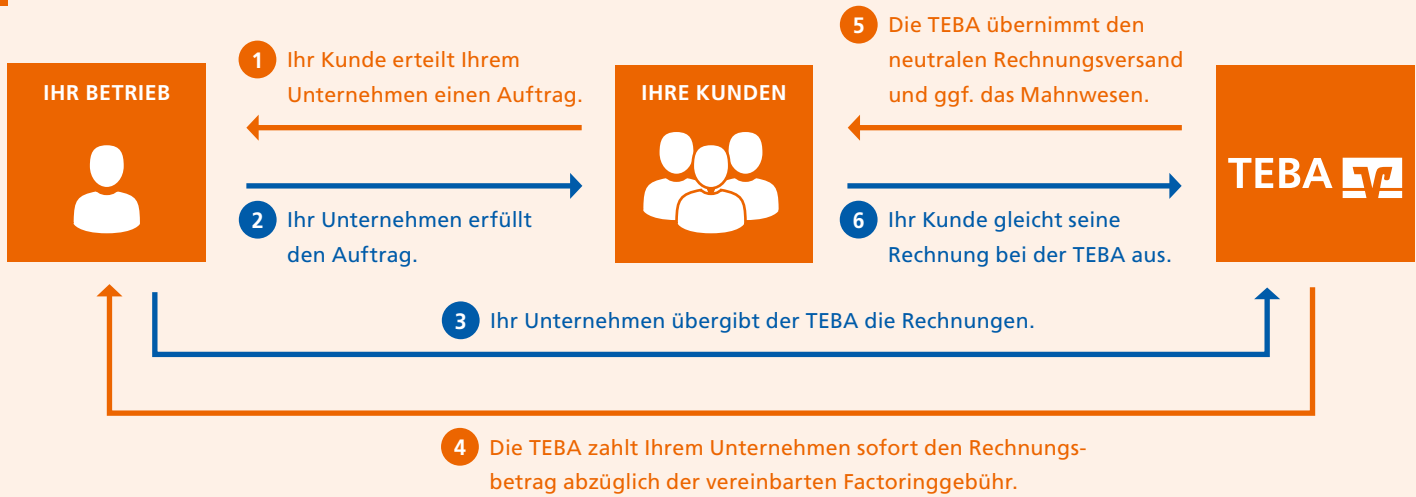 IHR BETRIEB
1 Ihr Kunde erteilt Ihrem
Unternehmen einen Auftrag.
2 Ihr Unternehmen erfüllt
den Auftrag.
IHRE KUNDEN
5 Die TEBA übernimmt den
neutralen Rechnungsversand
und ggf. das Mahnwesen.
6 Ihr Kunde gleicht seine
Rechnung bei der TEBA aus.
TEBA
3 Ihr Unternehmen übergibt der TEBA die Rechnungen.
4 Die TEBA zahlt Ihrem Unternehmen sofort den Rechnungs-
betrag abzüglich der vereinbarten Factoringgebühr.